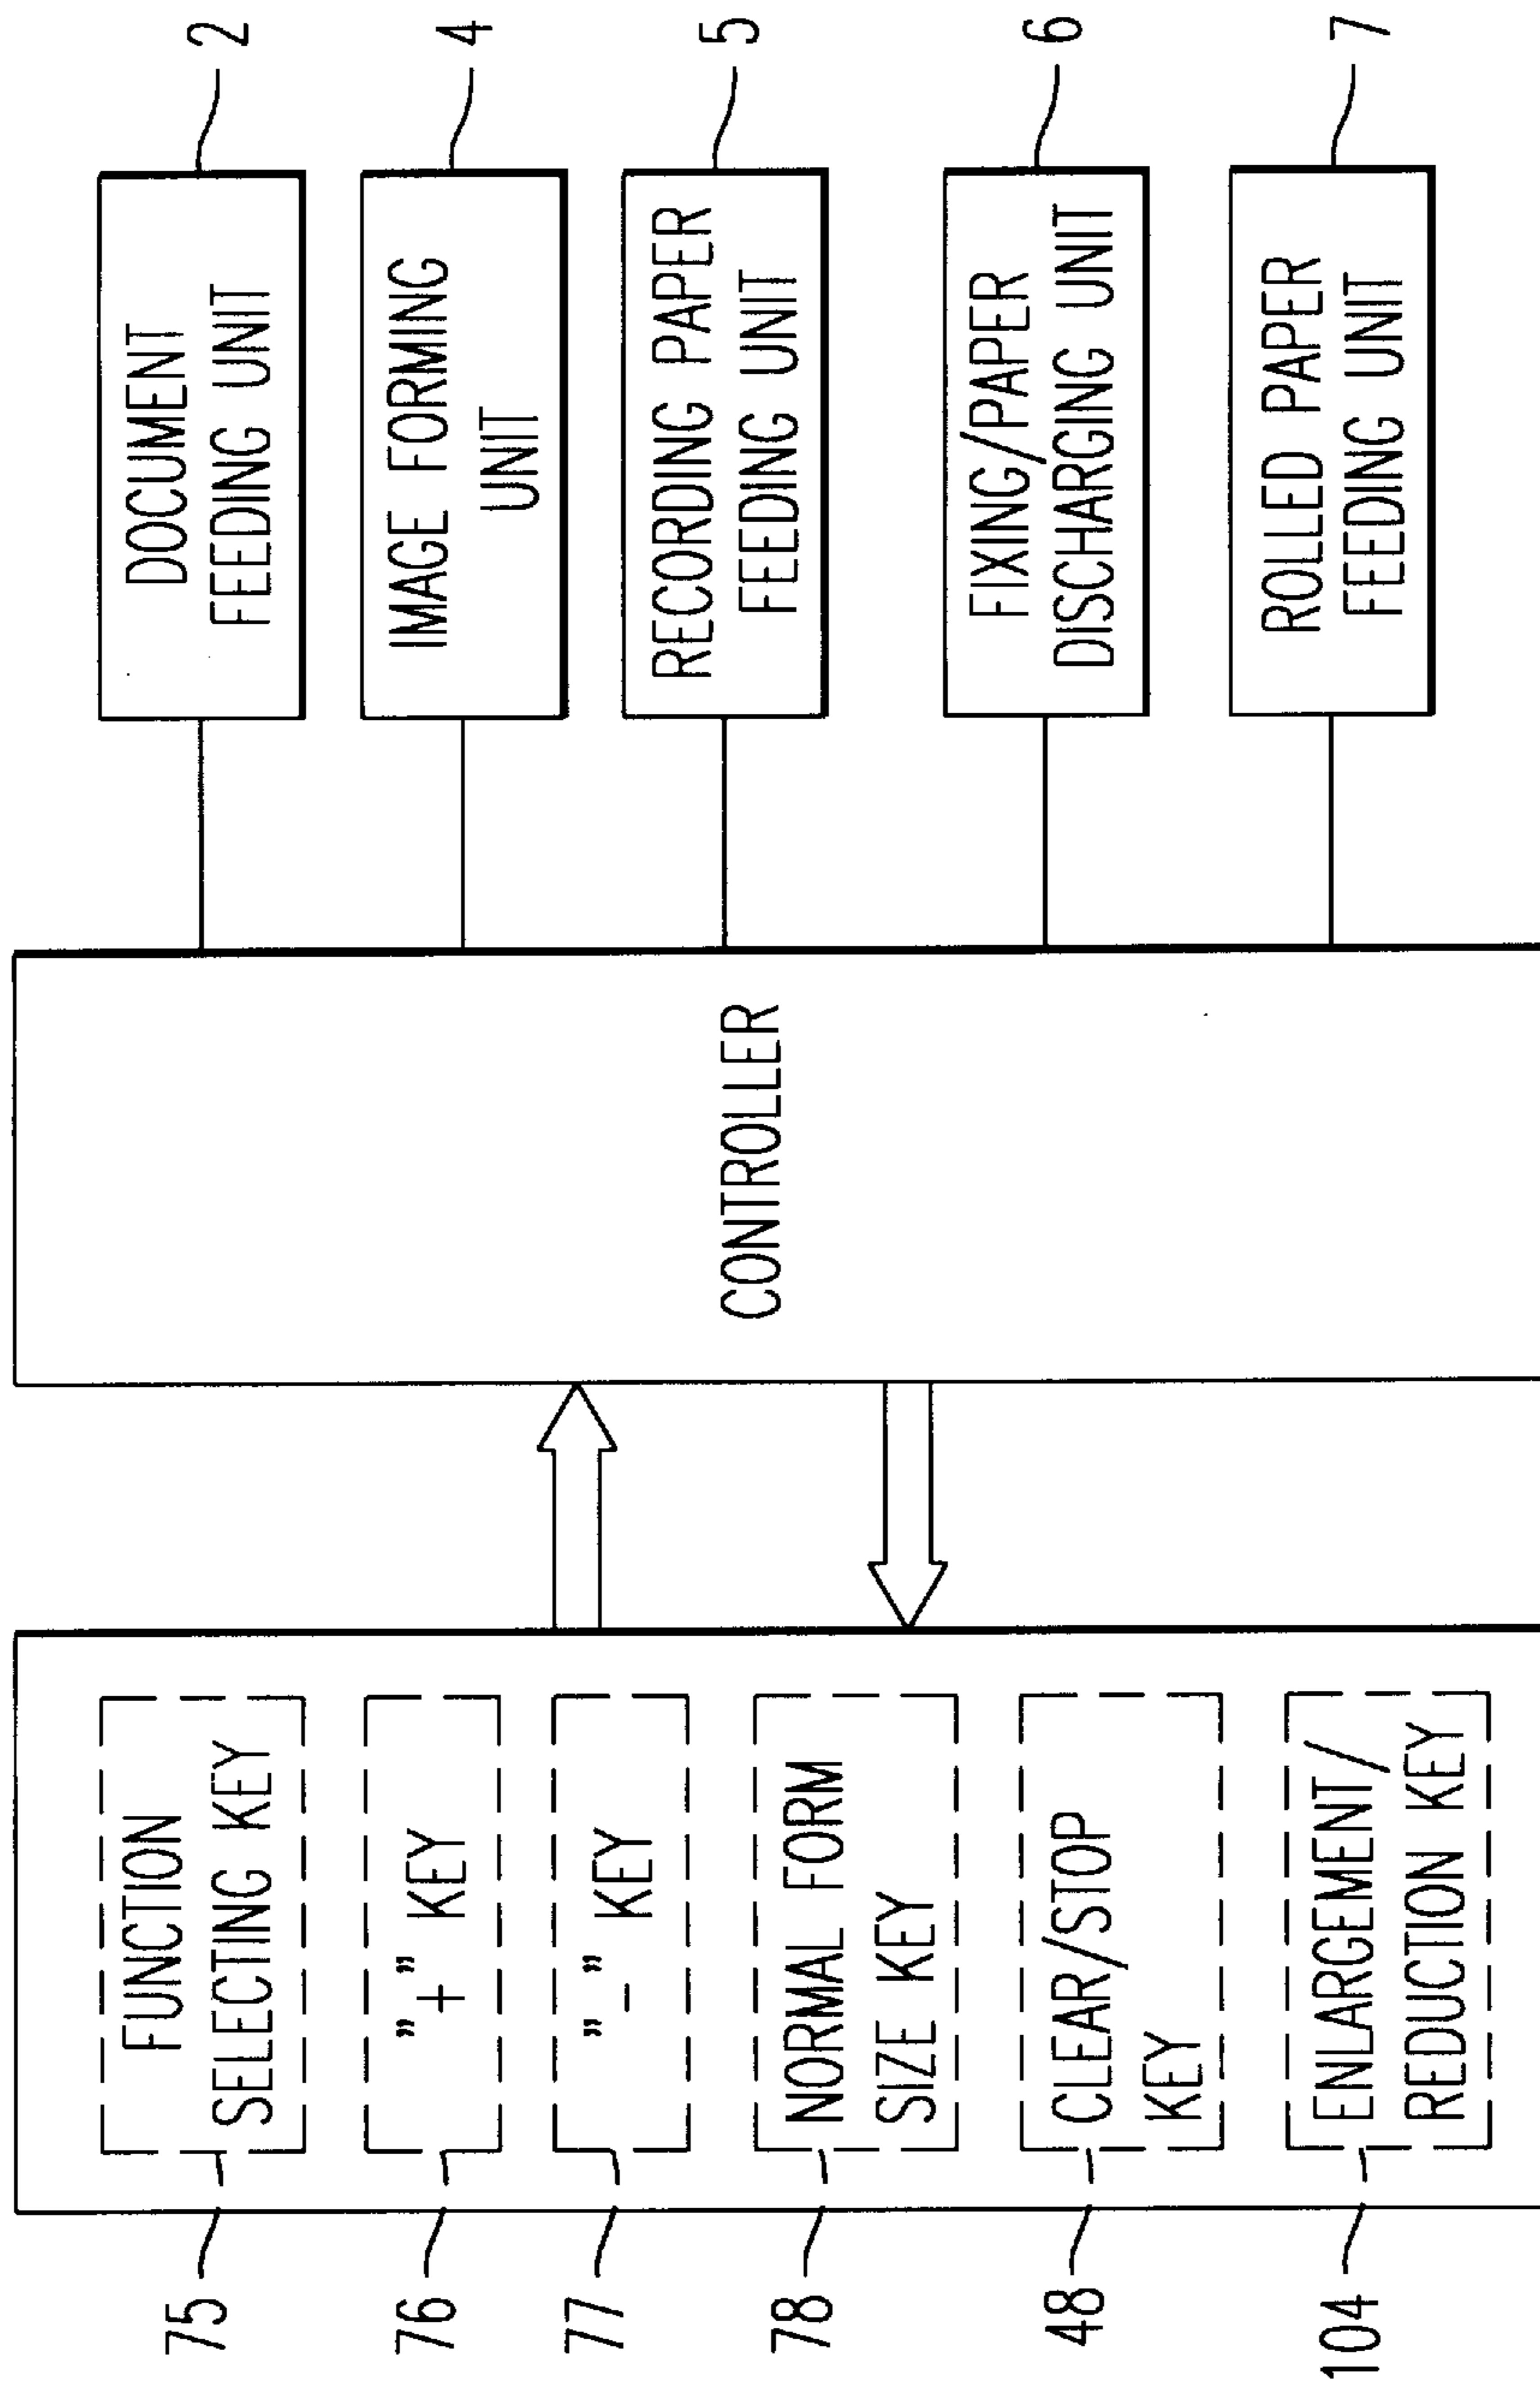 75
FUNCTION
SELECTING KEY
76
"+" KEY
77
"-" KEY
78
NORMAL FORM
SIZE KEY
48
CLEAR/STOP
KEY
104
ENLARGEMENT/
REDUCTION KEY
CONTROLLER
DOCUMENT
FEEDING UNIT
2
IMAGE FORMING
UNIT
4
RECORDING PAPER
FEEDING UNIT
5
FIXING/PAPER
DISCHARGING UNIT
6
ROLLED PAPER
FEEDING UNIT
7